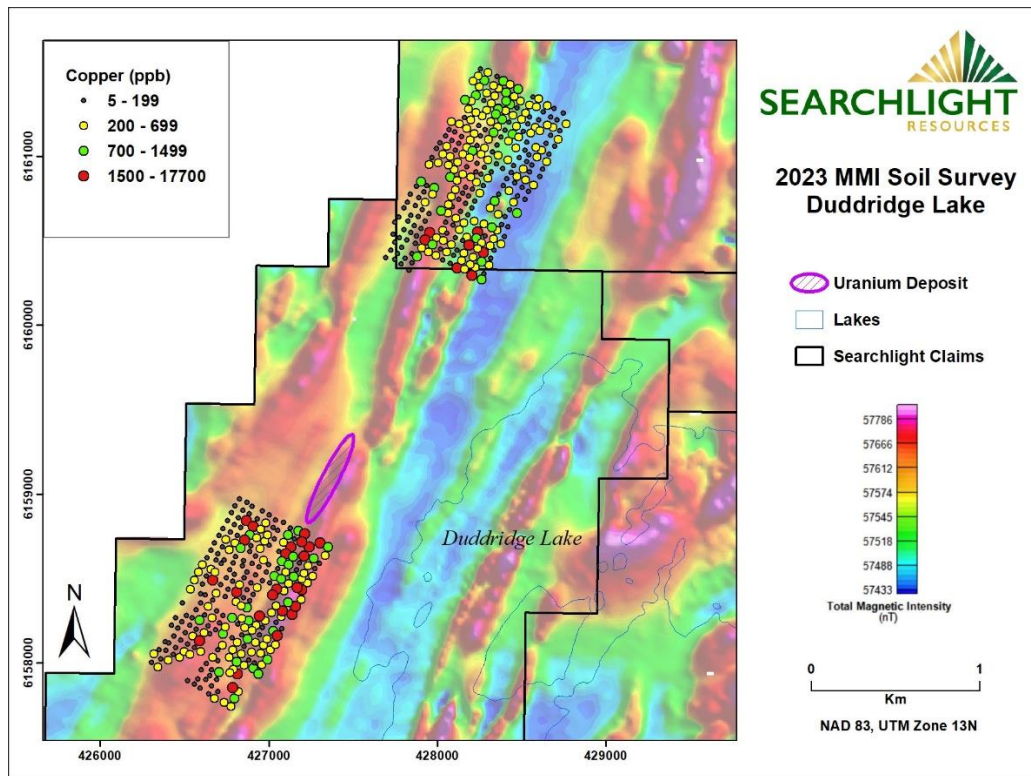 Copper (ppb)
5 - 199
200 - 699
700 - 1499
1500 - 17700
SEARCHLIGHT
RESOURCES
2023 MMI Soil Survey
Duddridge Lake
Uranium Deposit
Lakes
Searchlight Claims
57786
57666
57612
57574
57545
57518
57488
57433
Total Magnetic Intensity
(nT)
0 1
Km
NAD 83, UTM Zone 13N
Duddridge Lake
N
6161000
6160000
6159000
6158000
426000 427000 428000 429000